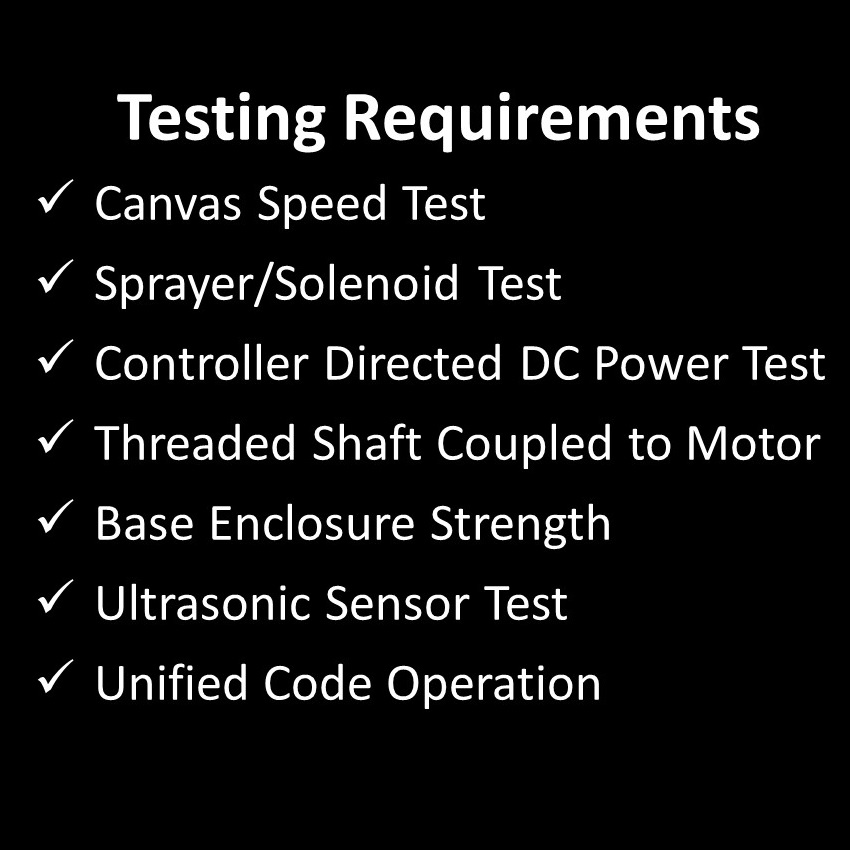 Testing Requirements
✓ Canvas Speed Test
✓ Sprayer/Solenoid Test
✓ Controller Directed DC Power Test
✓ Threaded Shaft Coupled to Motor
✓ Base Enclosure Strength
✓ Ultrasonic Sensor Test
✓ Unified Code Operation